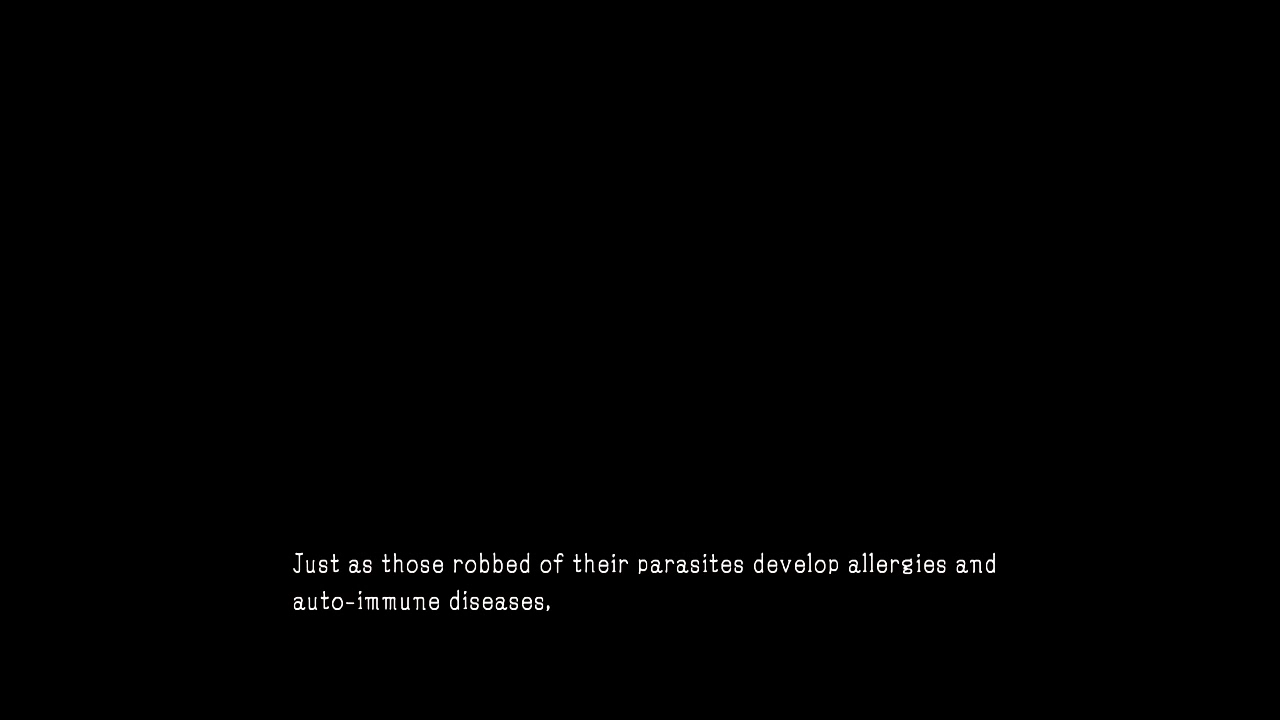 Just as those robbed of their parasites develop allergies and
auto-immune diseases,